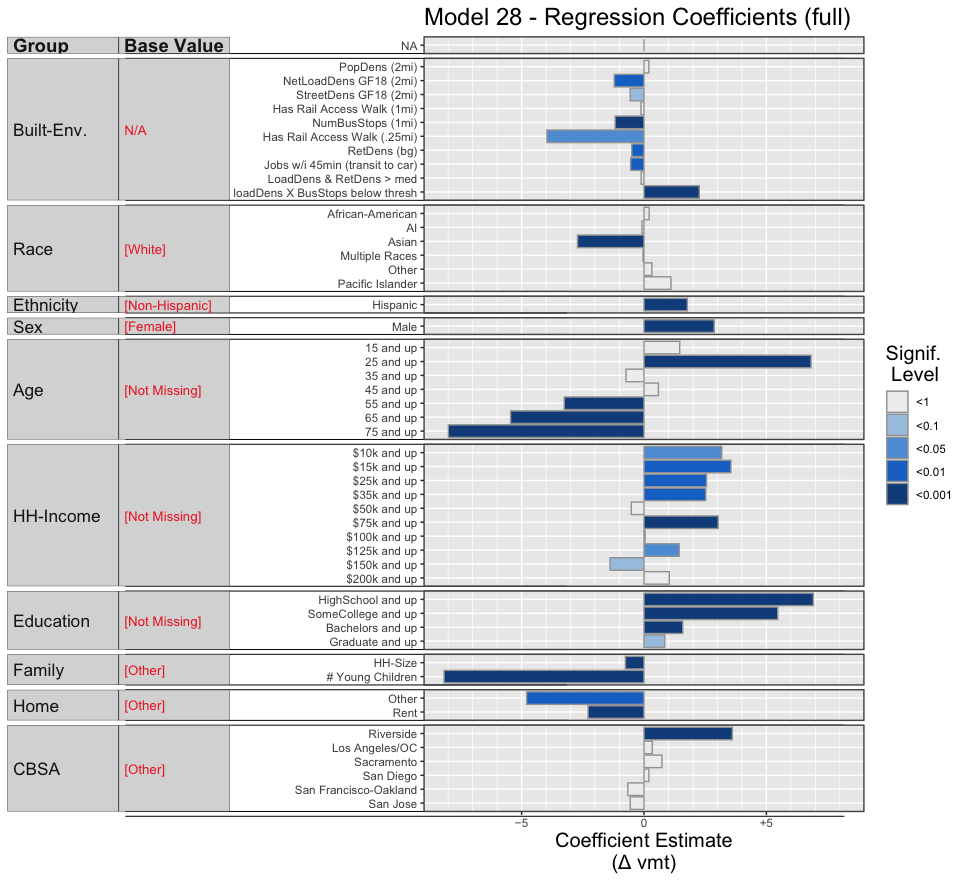 Model 28 - Regression Coefficients (full)
Group Base Value NA
Built-Env. N/A
PopDens (2mi)
NetLoadDens GF18 (2mi)
StreetDens GF18 (2mi)
Has Rail Access Walk (1mi)
NumBusStops (1mi)
Has Rail Access Walk (.25mi)
RetDens (bg)
Jobs w/i 45min (transit to car)
LoadDens & RetDens > med
loadDens X BusStops below thresh
Race [White]
African-American
AI
Asian
Multiple Races
Other
Pacific Islander
Ethnicity [Non-Hispanic] Hispanic
Sex [Female] Male
Age [Not Missing]
15 and up
25 and up
35 and up
45 and up
55 and up
65 and up
75 and up
HH-Income [Not Missing]
$10k and up
$15k and up
$25k and up
$35k and up
$50k and up
$75k and up
$100k and up
$125k and up
$150k and up
$200k and up
Education [Not Missing]
HighSchool and up
SomeCollege and up
Bachelors and up
Graduate and up
Family [Other]
HH-Size
# Young Children
Home [Other]
Other
Rent
CBSA [Other]
Riverside
Los Angeles/OC
Sacramento
San Diego
San Francisco-Oakland
San Jose
−5 0 +5
Coefficient Estimate
(Δ vmt)
Signif.
Level
<1
<0.1
<0.05
<0.01
<0.001